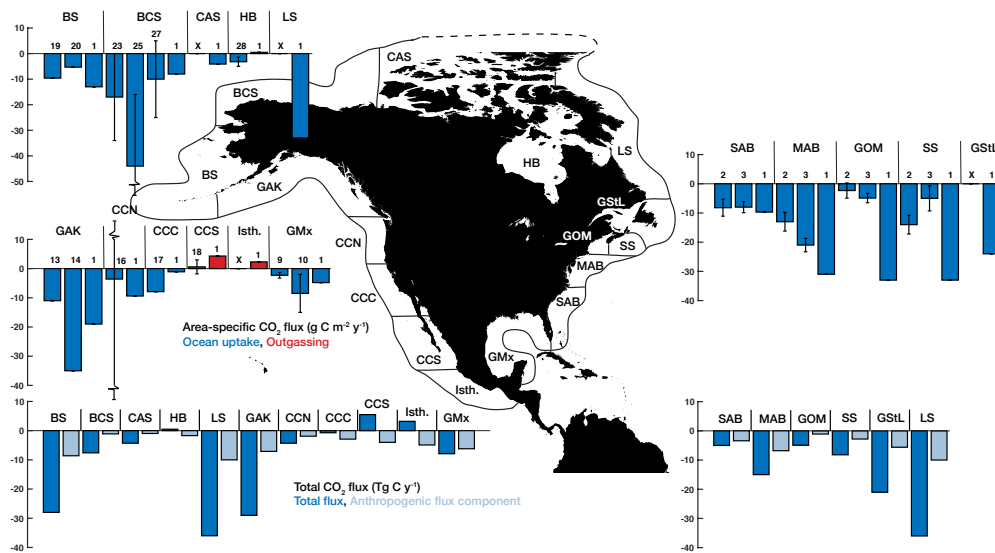 BS BCS CAS HB LS
10
19 20 1 23 25 27 1 X 1 28 1 X 1
0
-10
-20
-30
-40
-50
CAS
BCS
BS
GAK
HB
LS
GStL
GOM
SS
MAB
SAB
CCN
CCC
CCS
GMx
Isth.
SAB MAB GOM SS GStL
10
2 3 1 2 3 1 2 3 1 2 3 1 X 1
0
-10
-20
-30
-40
GAK CCN CCC CCS Isth. GMx
10
13 14 1 16 1 17 1 18 1 X 1 9 10 1
0
-10
-20
-30
-40
Area-specific CO₂ flux (g C m⁻² y⁻¹)
Ocean uptake, Outgassing
BS BCS CAS HB LS GAK CCN CCC CCS Isth. GMx
10
0
-10
-20
-30
-40
Total CO₂ flux (Tg C y⁻¹)
Total flux, Anthropogenic flux component
SAB MAB GOM SS GStL LS
10
0
-10
-20
-30
-40